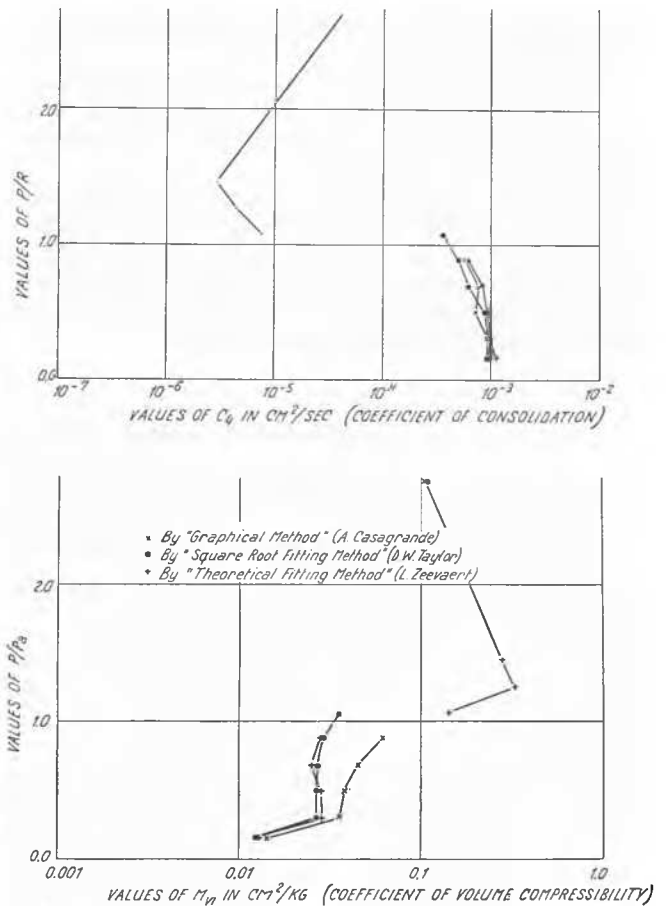 2.0
1.0
0.0
VALUES OF P/R
10-7 10-6 10-5 10-4 10-3 10-2
VALUES OF C4 IN CM2/SEC (COEFFICIENT OF CONSOLIDATION)
x By "Graphical Method" (A. Casagrande)
• By "Square Root Fitting Method" (D.W. Taylor)
+ By "Theoretical Fitting Method" (L. Zeevaert)
2.0
1.0
0.0
VALUES OF P/Pa
0.001 0.01 0.1 1.0
VALUES OF MV1 IN CM2/KG (COEFFICIENT OF VOLUME COMPRESSIBILITY)